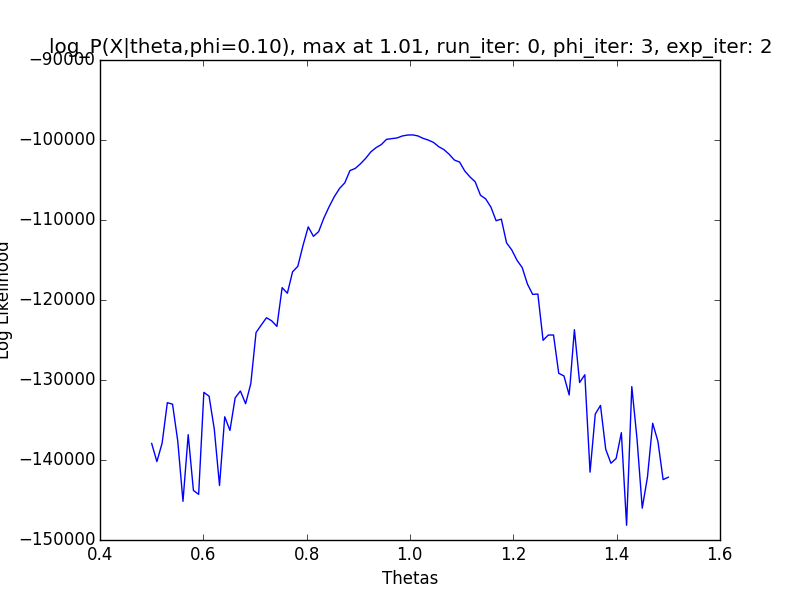 log_P(X|theta,phi=0.10), max at 1.01, run_iter: 0, phi_iter: 3, exp_iter: 2
−90000
−100000
−110000
−120000
−130000
−140000
−150000
Log Likelihood
0.4 0.6 0.8 1.0 1.2 1.4 1.6
Thetas